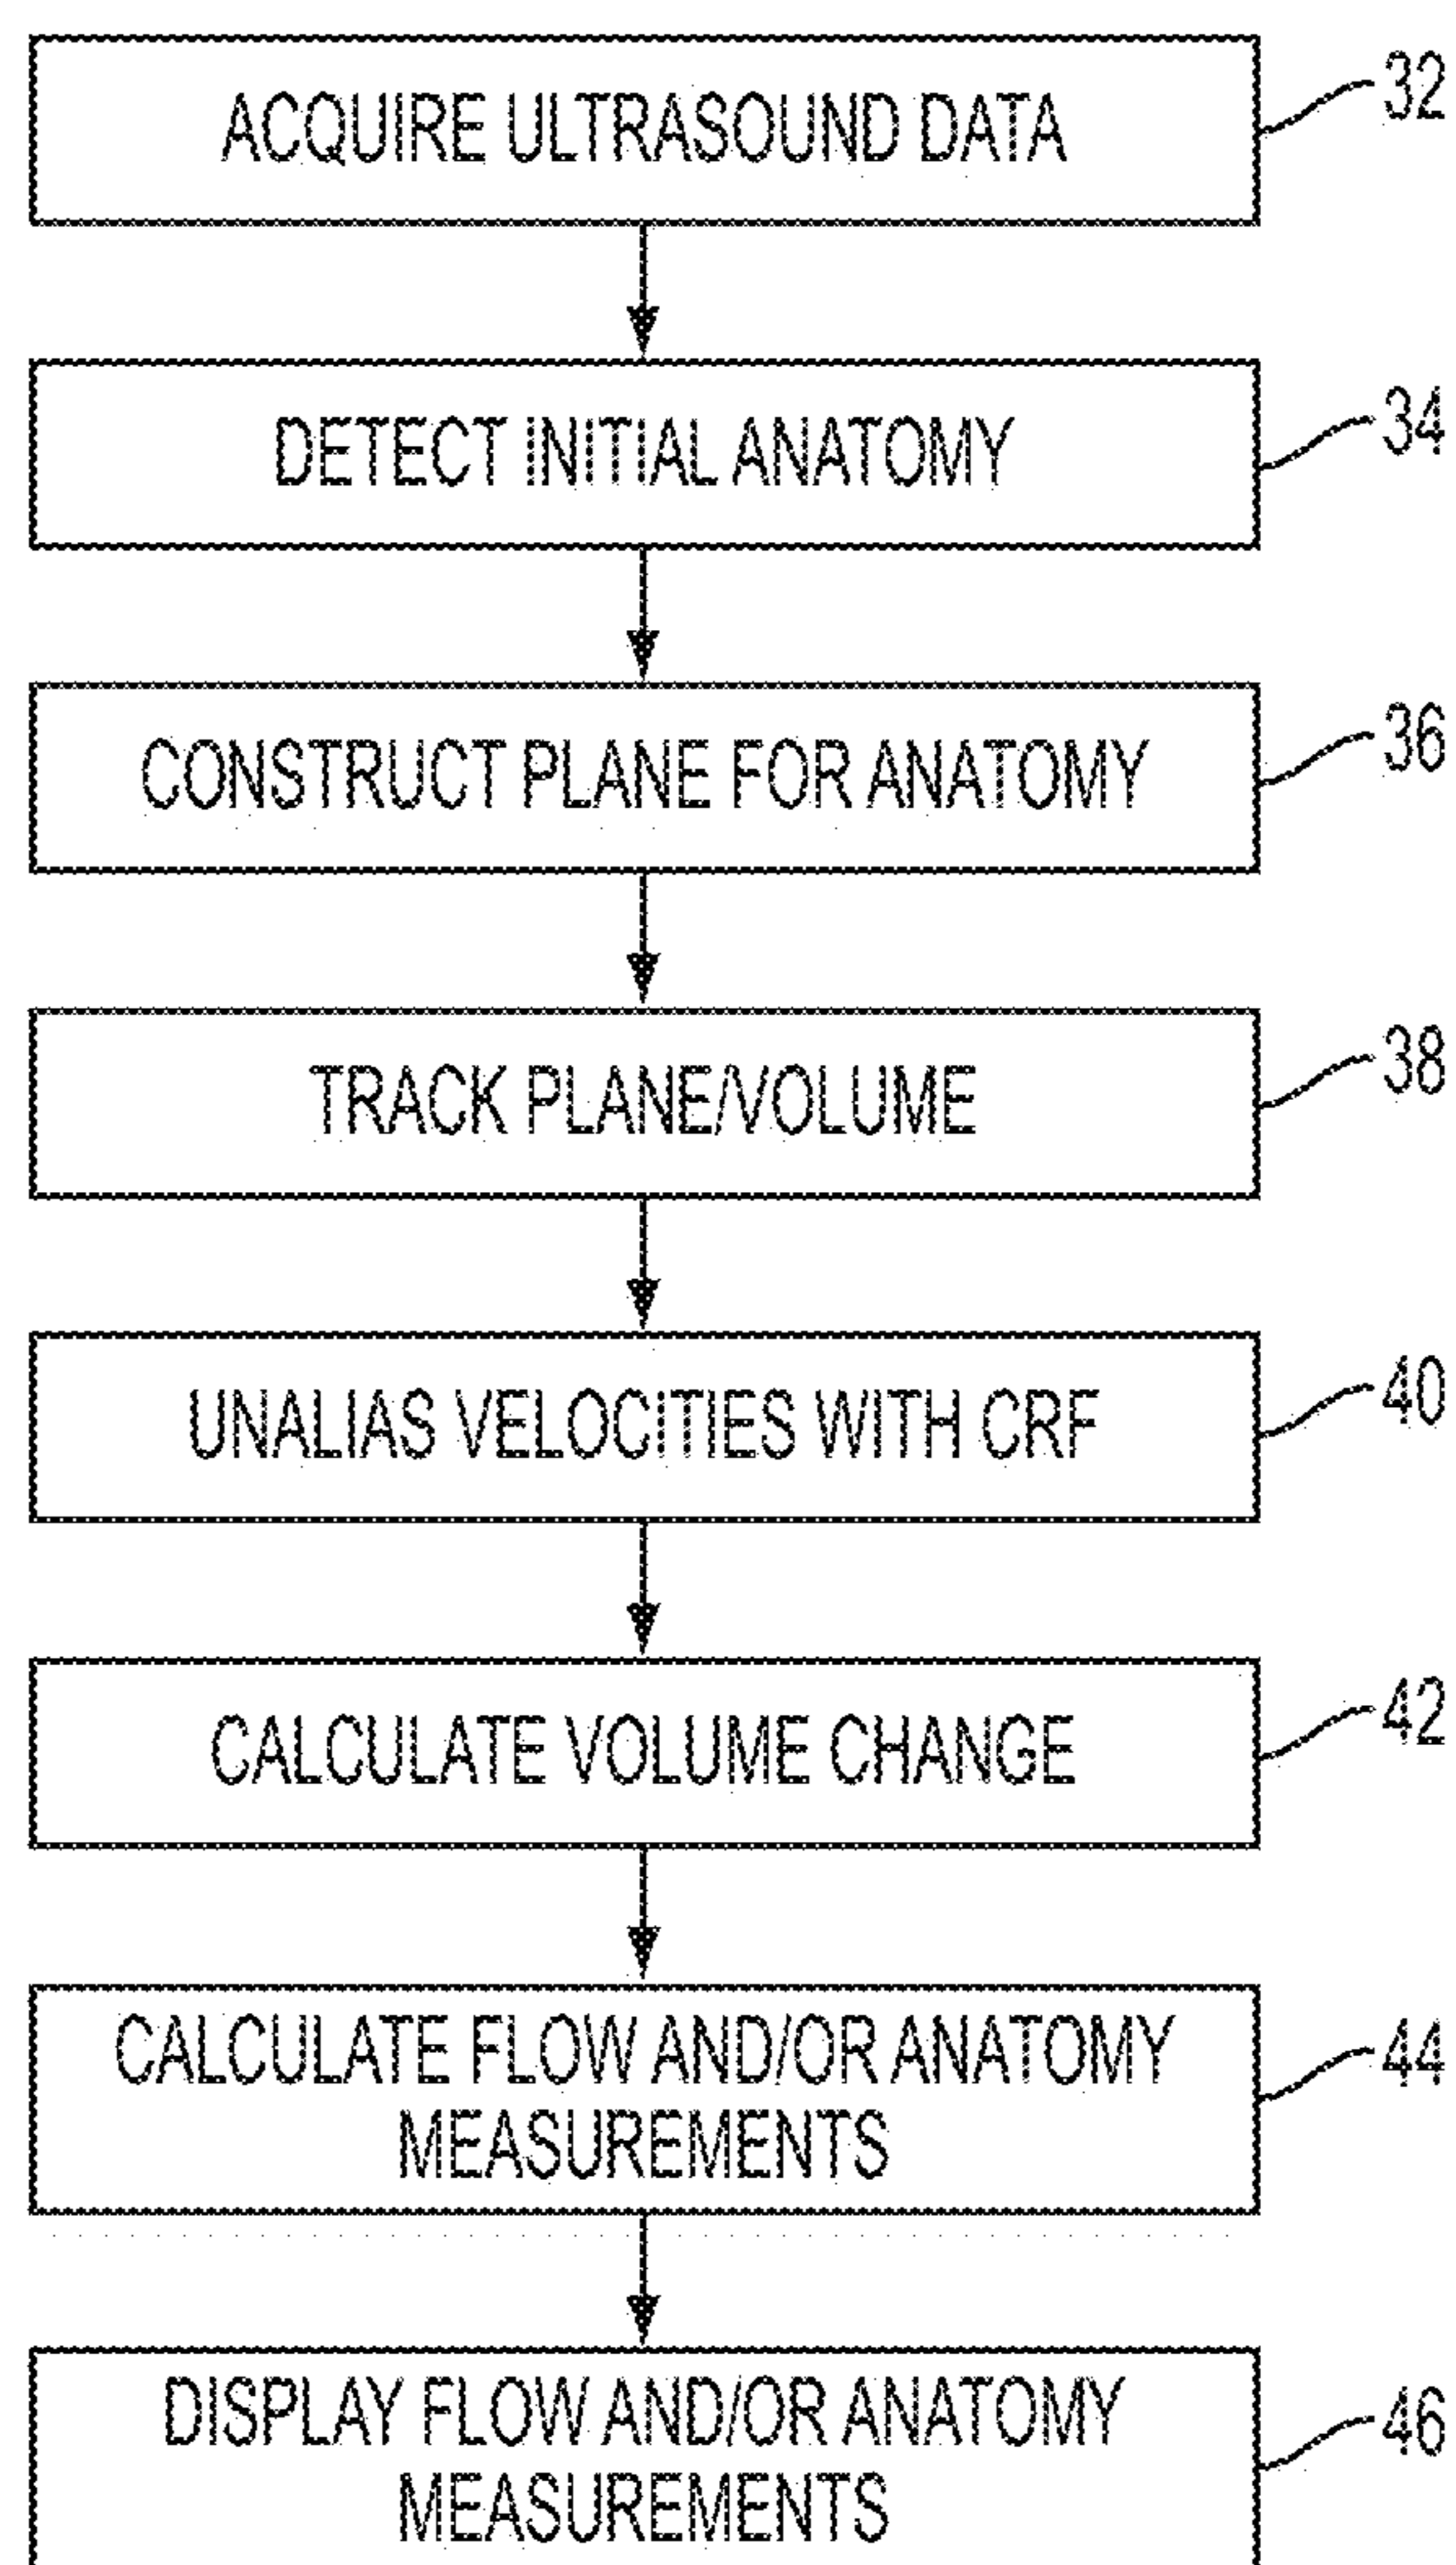 ACQUIRE ULTRASOUND DATA
32
DETECT INITIAL ANATOMY
34
CONSTRUCT PLANE FOR ANATOMY
36
TRACK PLANE/VOLUME
38
UNALIAS VELOCITIES WITH CRF
40
CALCULATE VOLUME CHANGE
42
CALCULATE FLOW AND/OR ANATOMY
MEASUREMENTS
44
DISPLAY FLOW AND/OR ANATOMY
MEASUREMENTS
46